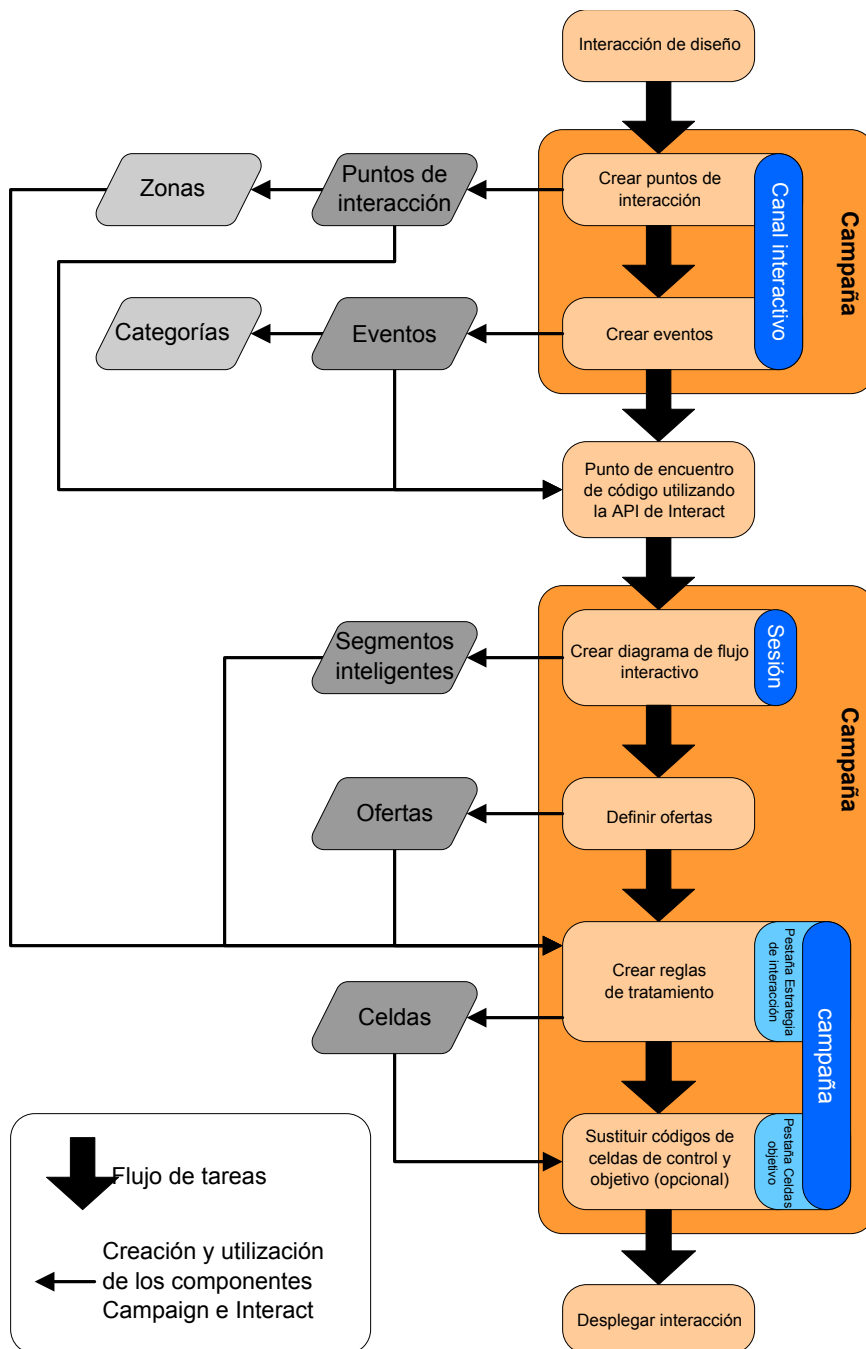 Interacción de diseño
Zonas
Puntos de
interacción
Crear puntos de
interacción
Canal interactivo
Campaña
Categorías
Eventos
Crear eventos
Punto de encuentro
de código utilizando
la API de Interact
Segmentos
inteligentes
Crear diagrama de flujo
interactivo
Sesión
Campaña
Ofertas
Definir ofertas
Crear reglas
de tratamiento
Pestaña Estrategia
de interacción
campaña
Celdas
Sustituir códigos de
celdas de control y
objetivo (opcional)
Pestaña Celdas
objetivo
Flujo de tareas
Creación y utilización
de los componentes
Campaign e Interact
Desplegar interacción